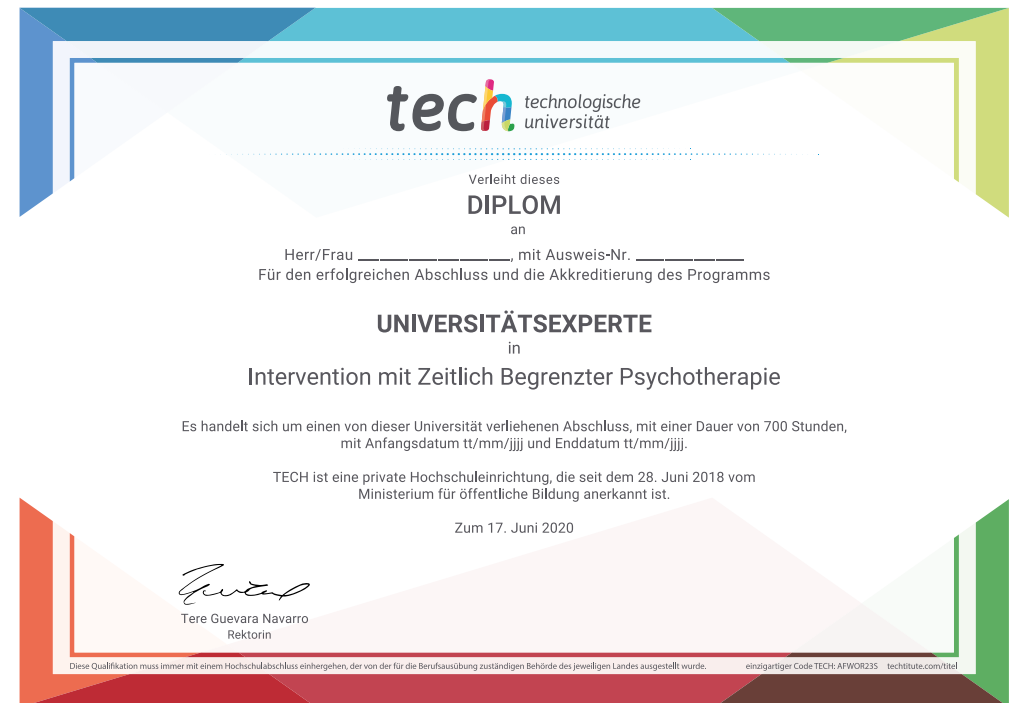 tech technologische
universität
Verleiht dieses
DIPLOM
an
Herr/Frau ____________________, mit Ausweis-Nr. ______________
Für den erfolgreichen Abschluss und die Akkreditierung des Programms
UNIVERSITÄTSEXPERTE
in
Intervention mit Zeitlich Begrenzter Psychotherapie
Es handelt sich um einen von dieser Universität verliehenen Abschluss, mit einer Dauer von 700 Stunden,
mit Anfangsdatum tt/mm/jjjj und Enddatum tt/mm/jjjj.
TECH ist eine private Hochschuleinrichtung, die seit dem 28. Juni 2018 vom
Ministerium für öffentliche Bildung anerkannt ist.
Zum 17. Juni 2020
Tere Guevara Navarro
Rektorin
Diese Qualifikation muss immer mit einem Hochschulabschluss einhergehen, der von der für die Berufsausübung zuständigen Behörde des jeweiligen Landes ausgestellt wurde. einzigartiger Code TECH: AFWOR23S techtitute.com/titel